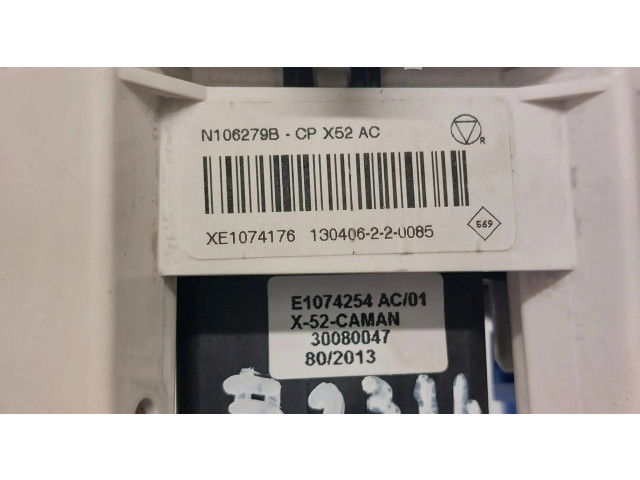 N106279B - CP X52 AC
R
XE1074176 130406-2-2-0085
569
E1074254 AC/01
X-52-CAMAN
30080047
80/2013